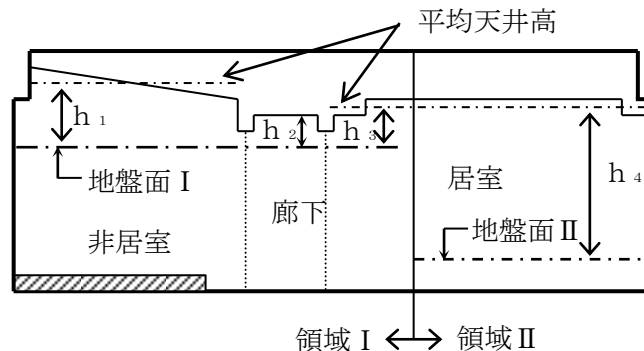 平均天井高
h₁
h₂
h₃
h₄
地盤面Ⅰ
居室
廊下
地盤面Ⅱ
非居室
領域Ⅰ
領域Ⅱ